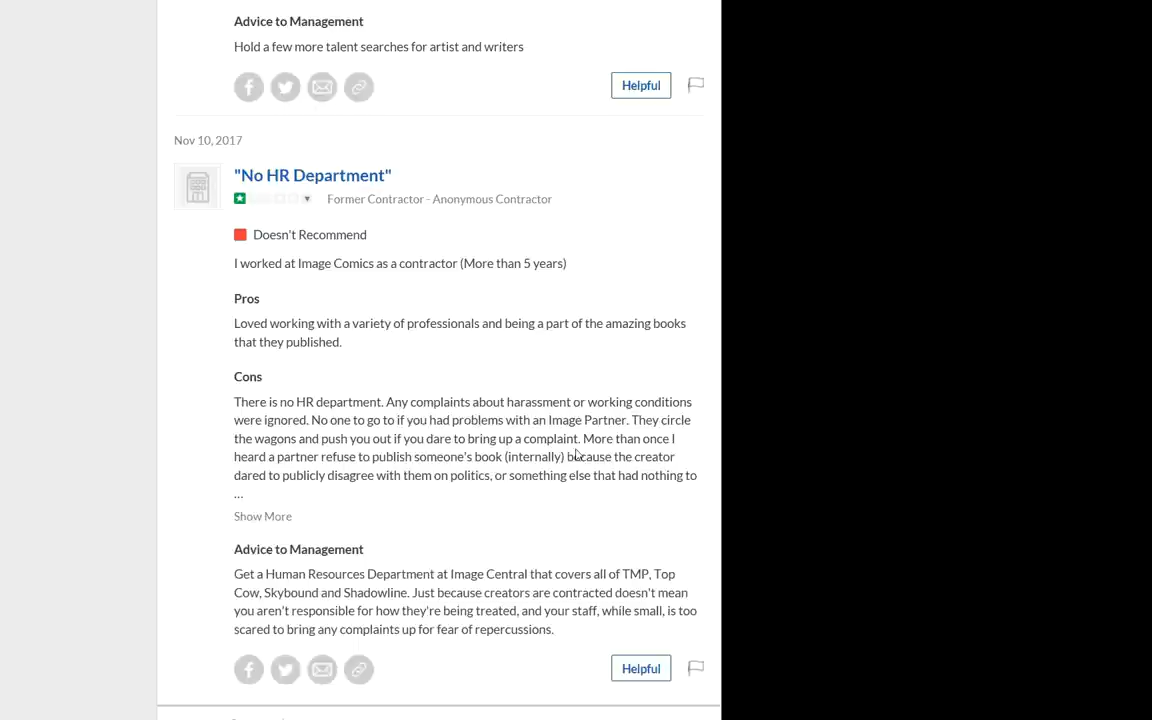 Advice to Management
Hold a few more talent searches for artist and writers
Helpful
Nov 10, 2017
"No HR Department"
Former Contractor - Anonymous Contractor
Doesn't Recommend
I worked at Image Comics as a contractor (More than 5 years)
Pros
Loved working with a variety of professionals and being a part of the amazing books
that they published.
Cons
There is no HR department. Any complaints about harassment or working conditions
were ignored. No one to go to if you had problems with an Image Partner. They circle
the wagons and push you out if you dare to bring up a complaint. More than once I
heard a partner refuse to publish someone's book (internally) because the creator
dared to publicly disagree with them on politics, or something else that had nothing to
...
Show More
Advice to Management
Get a Human Resources Department at Image Central that covers all of TMP, Top
Cow, Skybound and Shadowline. Just because creators are contracted doesn't mean
you aren't responsible for how they're being treated, and your staff, while small, is too
scared to bring any complaints up for fear of repercussions.
Helpful